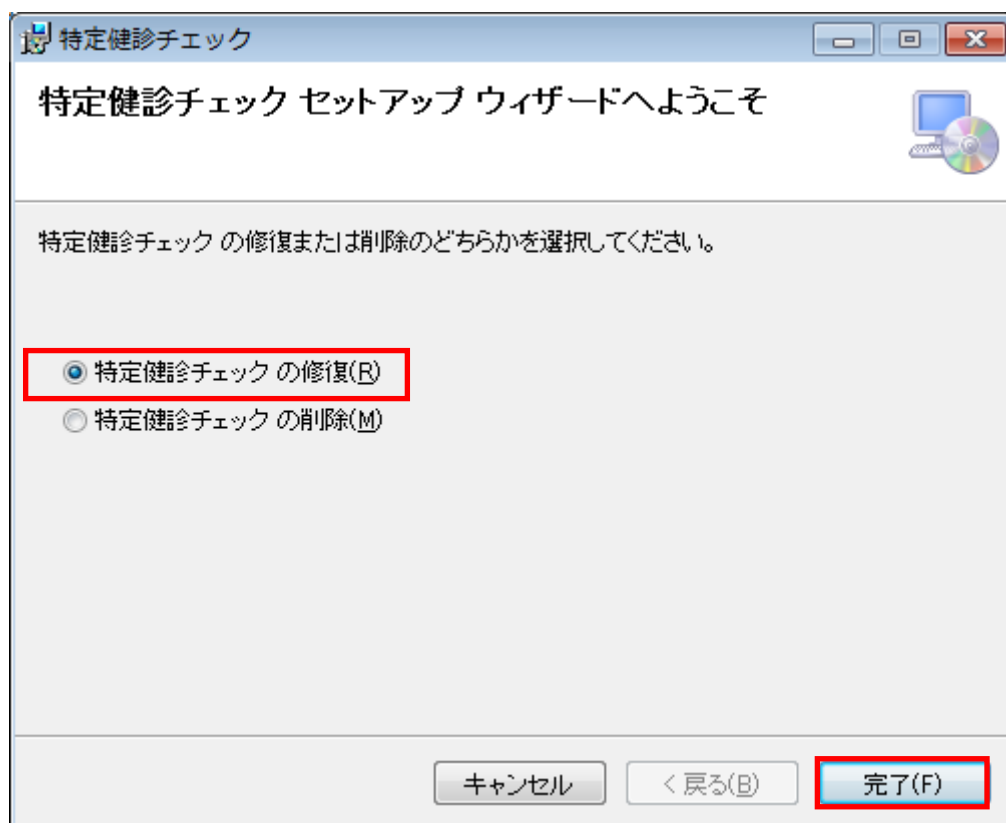 特定健診チェック
特定健診チェック セットアップ ウィザードへようこそ
特定健診チェック の修復または削除のどちらかを選択してください。
特定健診チェック の修復(R)
特定健診チェック の削除(M)
キャンセル
< 戻る(B)
完了(F)